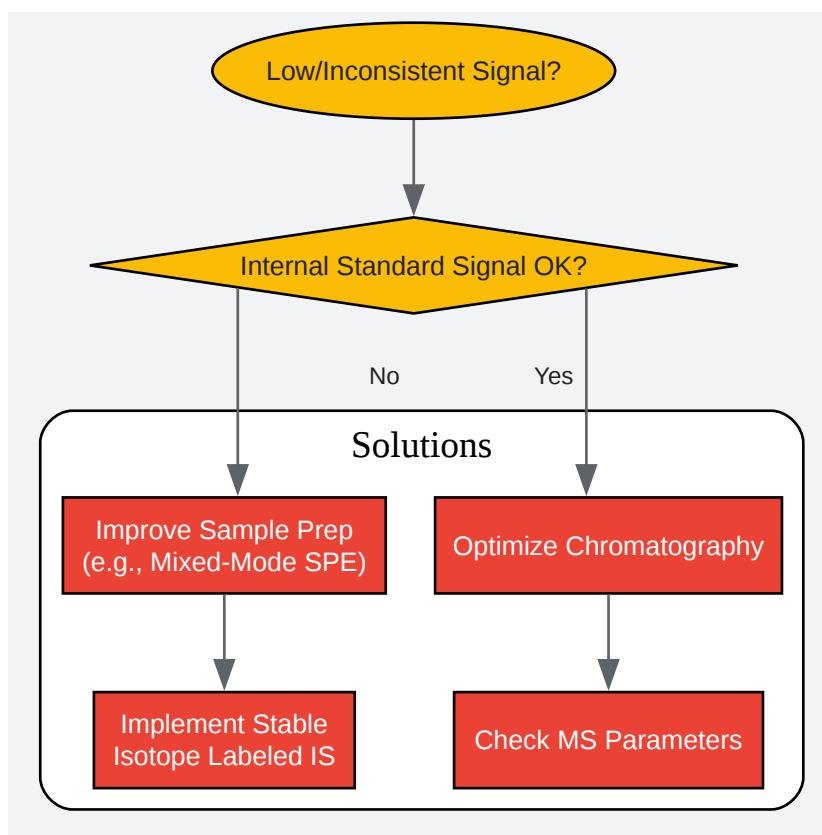 Low/Inconsistent Signal?
Internal Standard Signal OK?
No
Yes
Solutions
Improve Sample Prep
(e.g., Mixed-Mode SPE)
Optimize Chromatography
Implement Stable
Isotope Labeled IS
Check MS Parameters